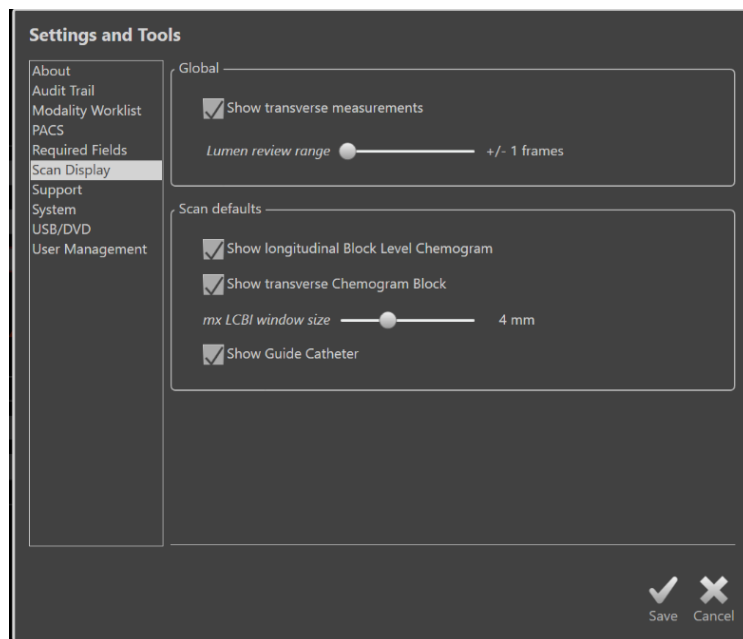 Settings and Tools
About
Audit Trail
Modality Worklist
PACS
Required Fields
Scan Display
Support
System
USB/DVD
User Management
Global
Show transverse measurements
Lumen review range +/- 1 frames
Scan defaults
Show longitudinal Block Level Chemogram
Show transverse Chemogram Block
mx LCBI window size 4 mm
Show Guide Catheter
Save Cancel